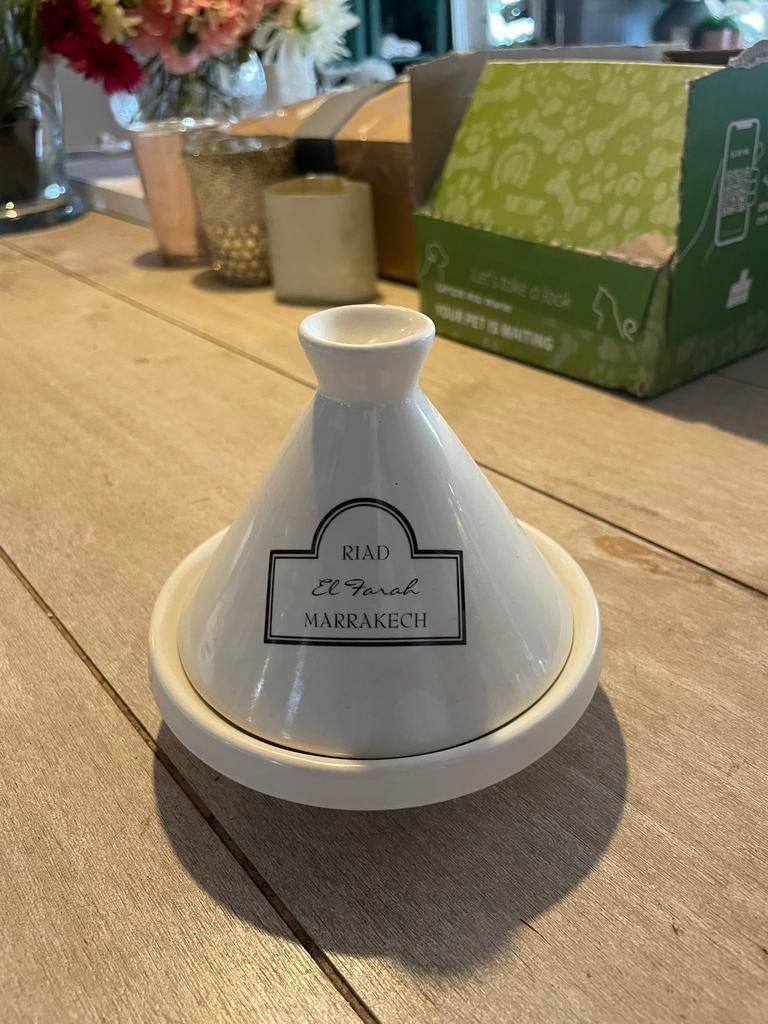 Let's take a look
YOUR PET IS WAITING
RIAD
El Farah
MARRAKECH